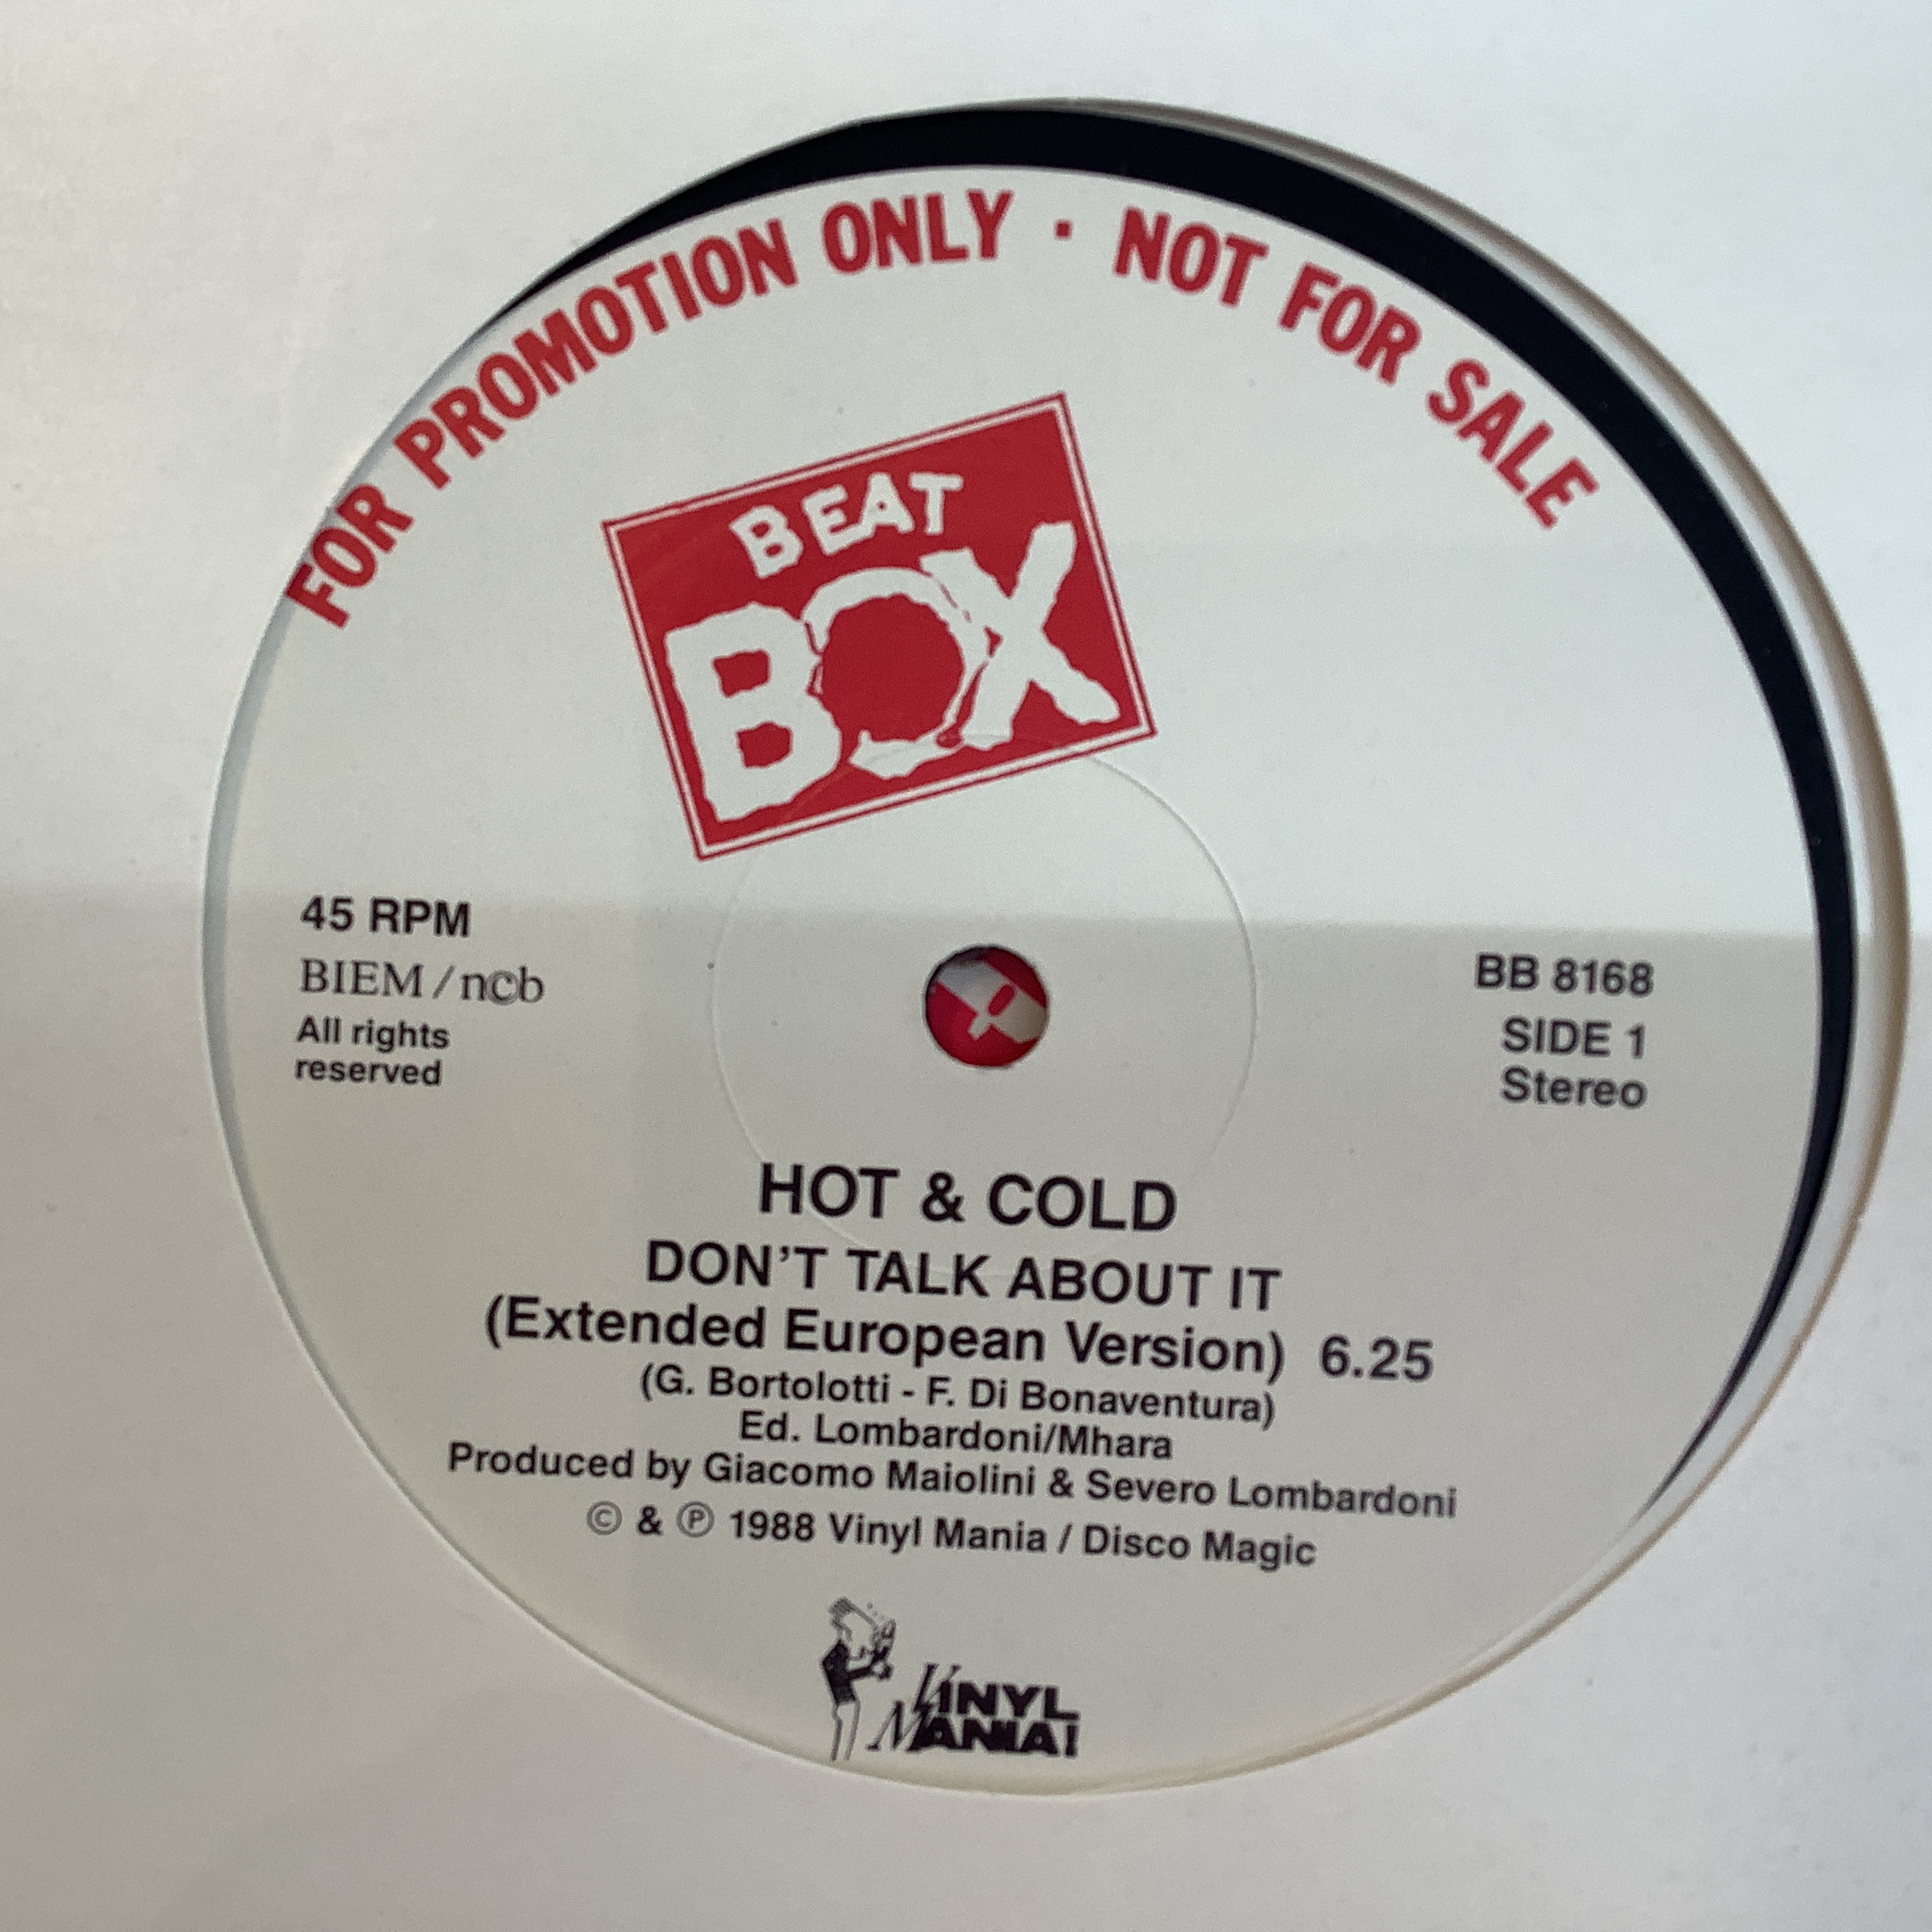 FOR PROMOTION ONLY · NOT FOR SALE
BEAT
BOX
45 RPM
BIEM / ncb
All rights
reserved
BB 8168
SIDE 1
Stereo
HOT & COLD
DON'T TALK ABOUT IT
(Extended European Version) 6.25
(G. Bortolotti - F. Di Bonaventura)
Ed. Lombardoni/Mhara
Produced by Giacomo Maiolini & Severo Lombardoni
© & ℗ 1988 Vinyl Mania / Disco Magic
VINYL
MANIA!